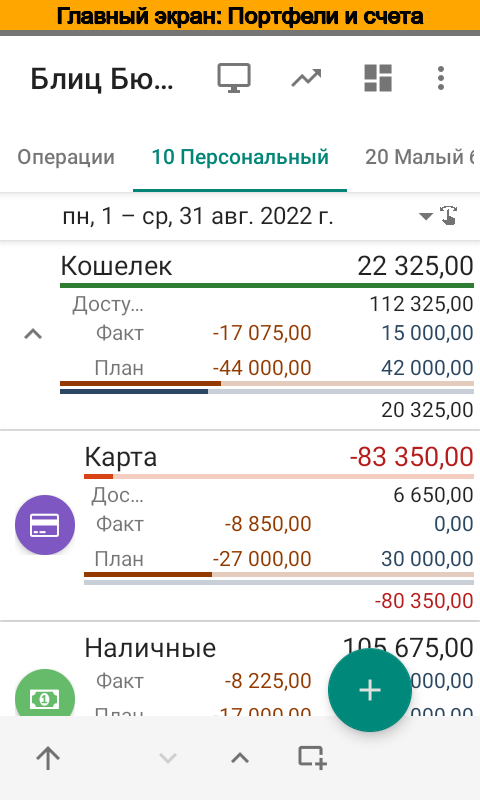 Главный экран: Портфели и счета
Блиц Бю...
Операции 10 Персональный 20 Малый
пн, 1 – ср, 31 авг. 2022 г.
Кошелек 22 325,00
Досту... 112 325,00
Факт -17 075,00 15 000,00
План -44 000,00 42 000,00
20 325,00
Карта -83 350,00
Дос... 6 650,00
Факт -8 850,00 0,00
План -27 000,00 30 000,00
-80 350,00
Наличные 105 675,00
Факт -8 225,00 000,00
План -17 000,00 000,00